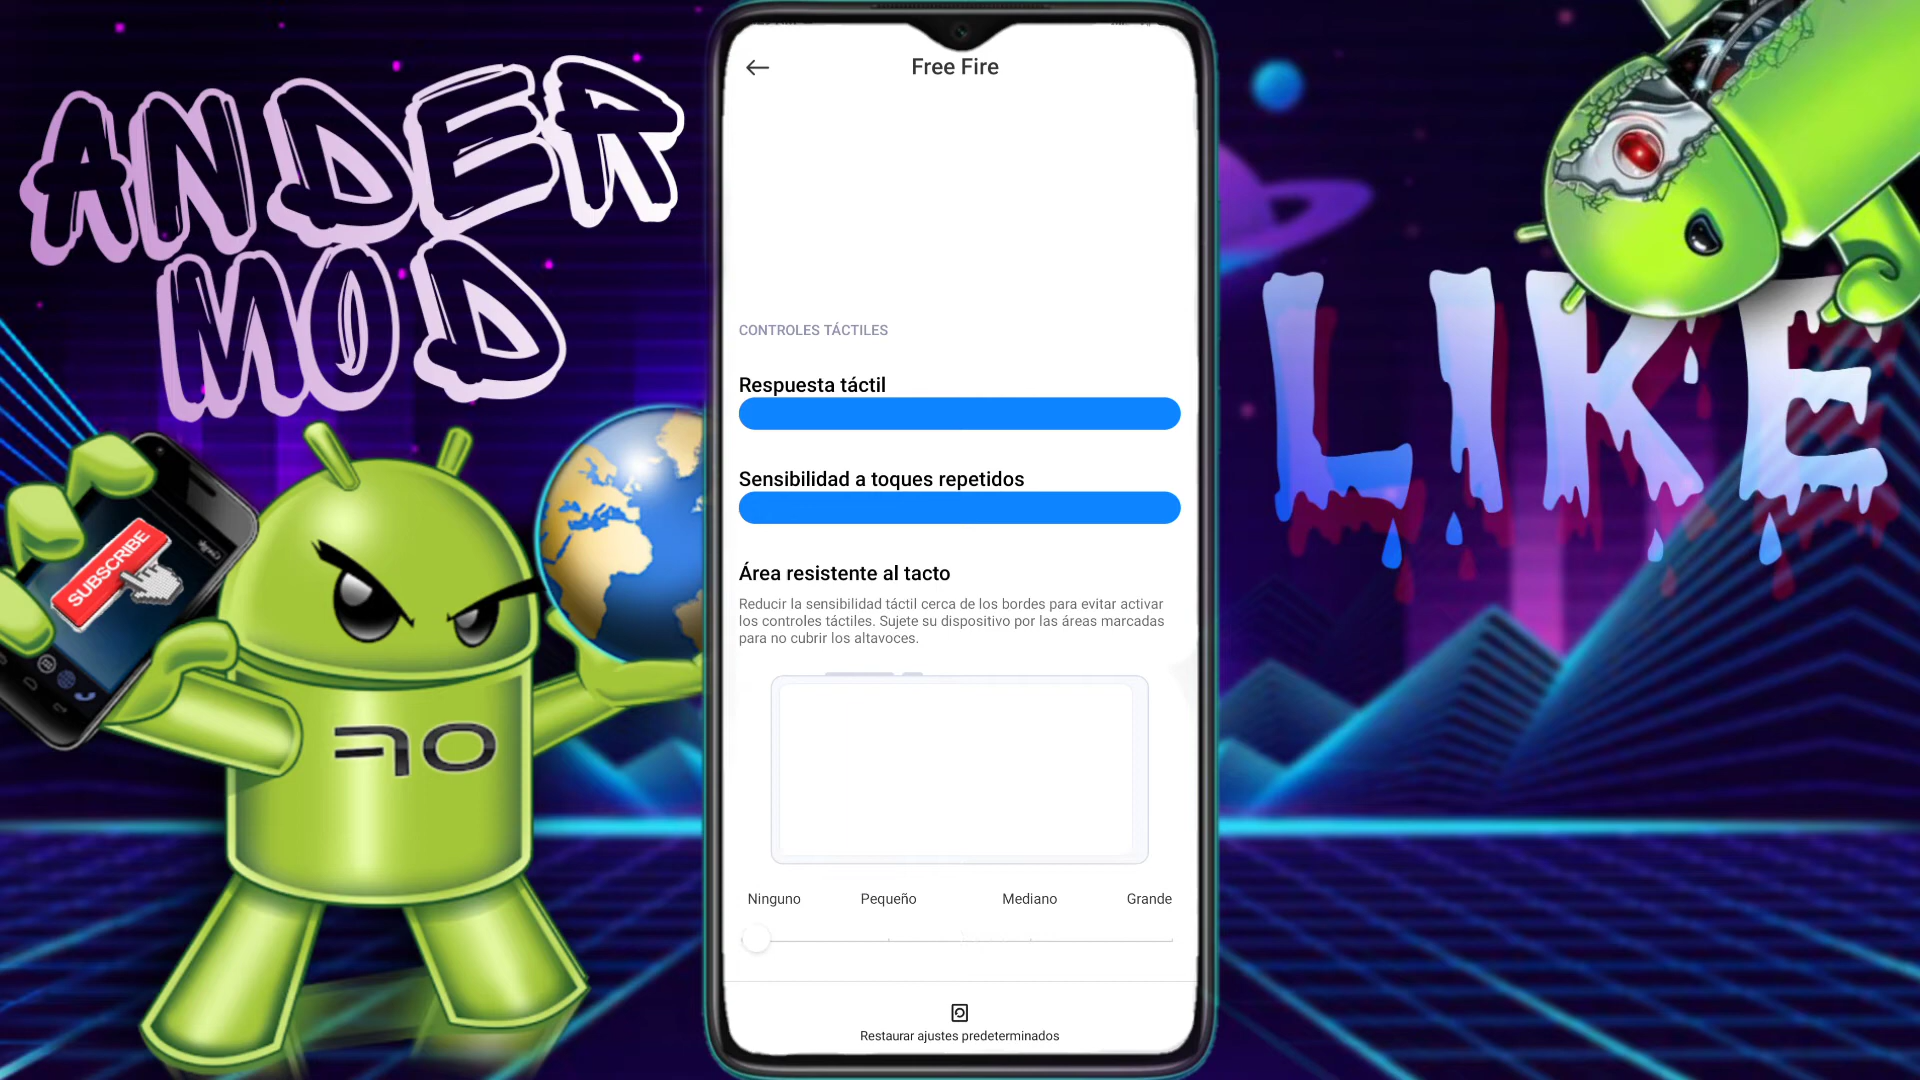 ANDER
MOD
SUBSCRIBE
Free Fire
CONTROLES TÁCTILES
Respuesta táctil
Sensibilidad a toques repetidos
Área resistente al tacto
Reducir la sensibilidad táctil cerca de los bordes para evitar activar
los controles táctiles. Sujete su dispositivo por las áreas marcadas
para no cubrir los altavoces.
Ninguno Pequeño Mediano Grande
Restaurar ajustes predeterminados
LIKE